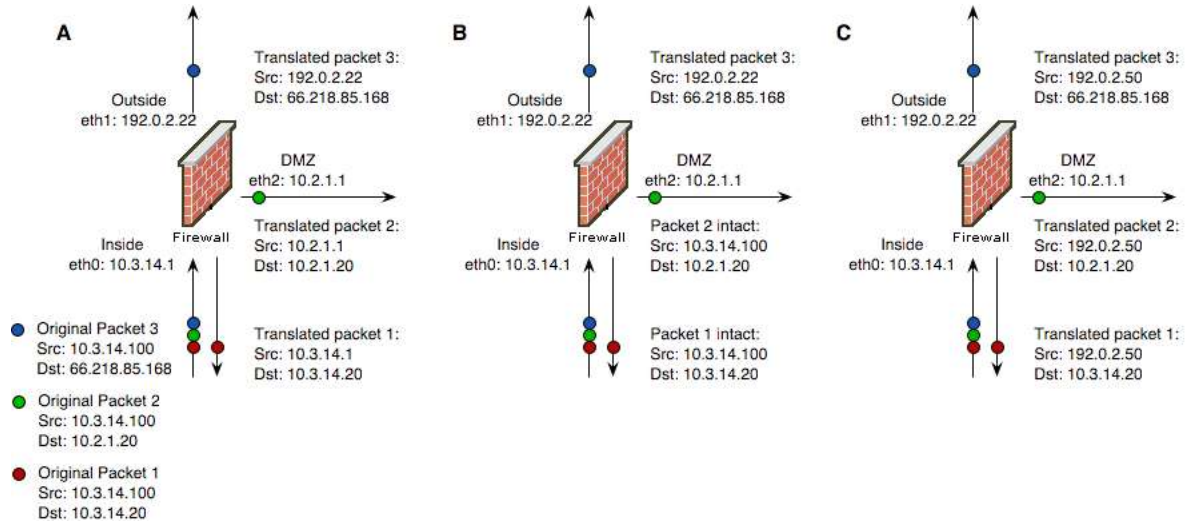 A
Translated packet 3:
Src: 192.0.2.22
Dst: 66.218.85.168
Outside
eth1: 192.0.2.22
DMZ
eth2: 10.2.1.1
Translated packet 2:
Src: 10.2.1.1
Dst: 10.2.1.20
Inside
eth0: 10.3.14.1
Firewall
Translated packet 1:
Src: 10.3.14.1
Dst: 10.3.14.20
Original Packet 3
Src: 10.3.14.100
Dst: 66.218.85.168
Original Packet 2
Src: 10.3.14.100
Dst: 10.2.1.20
Original Packet 1
Src: 10.3.14.100
Dst: 10.3.14.20
B
Translated packet 3:
Src: 192.0.2.22
Dst: 66.218.85.168
Outside
eth1: 192.0.2.22
DMZ
eth2: 10.2.1.1
Packet 2 intact:
Src: 10.3.14.100
Dst: 10.2.1.20
Inside
eth0: 10.3.14.1
Firewall
Packet 1 intact:
Src: 10.3.14.100
Dst: 10.3.14.20
C
Translated packet 3:
Src: 192.0.2.50
Dst: 66.218.85.168
Outside
eth1: 192.0.2.22
DMZ
eth2: 10.2.1.1
Translated packet 2:
Src: 192.0.2.50
Dst: 10.2.1.20
Inside
eth0: 10.3.14.1
Firewall
Translated packet 1:
Src: 192.0.2.50
Dst: 10.3.14.20